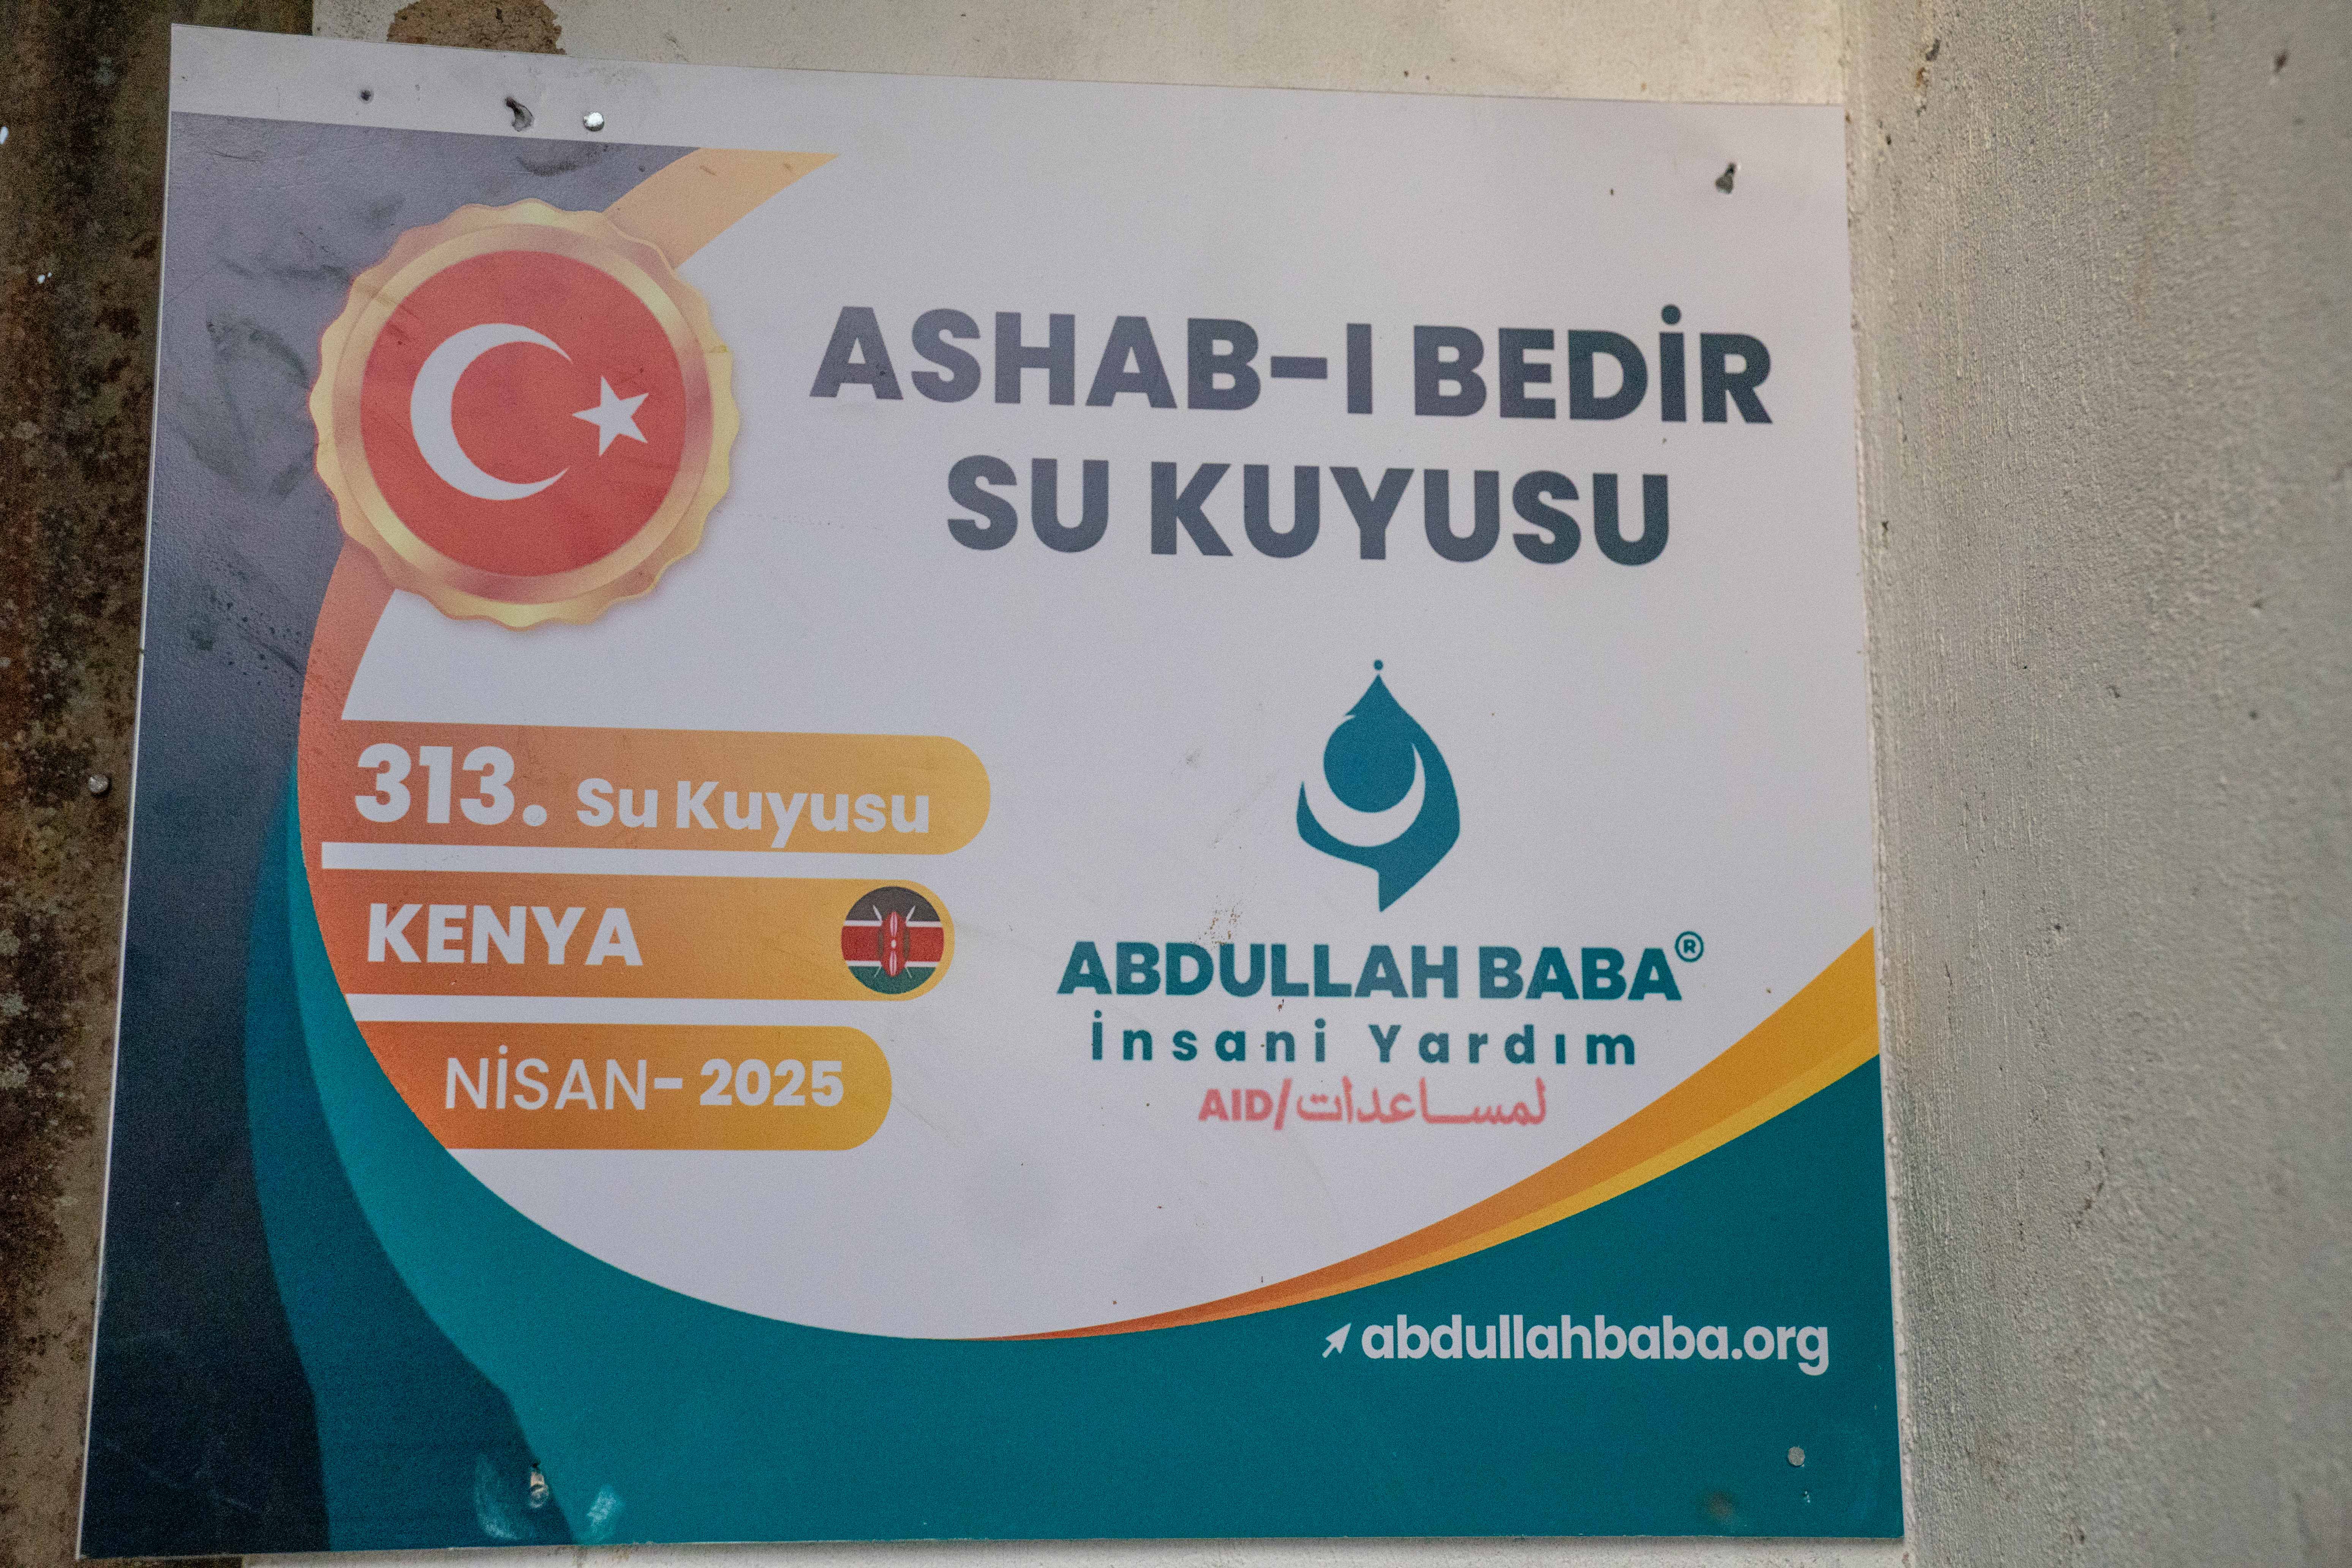 ASHAB-I BEDİR
SU KUYUSU
313. Su Kuyusu
KENYA
NİSAN- 2025
ABDULLAH BABA®
İnsani Yardım
AID/لمساعدات
abdullahbaba.org